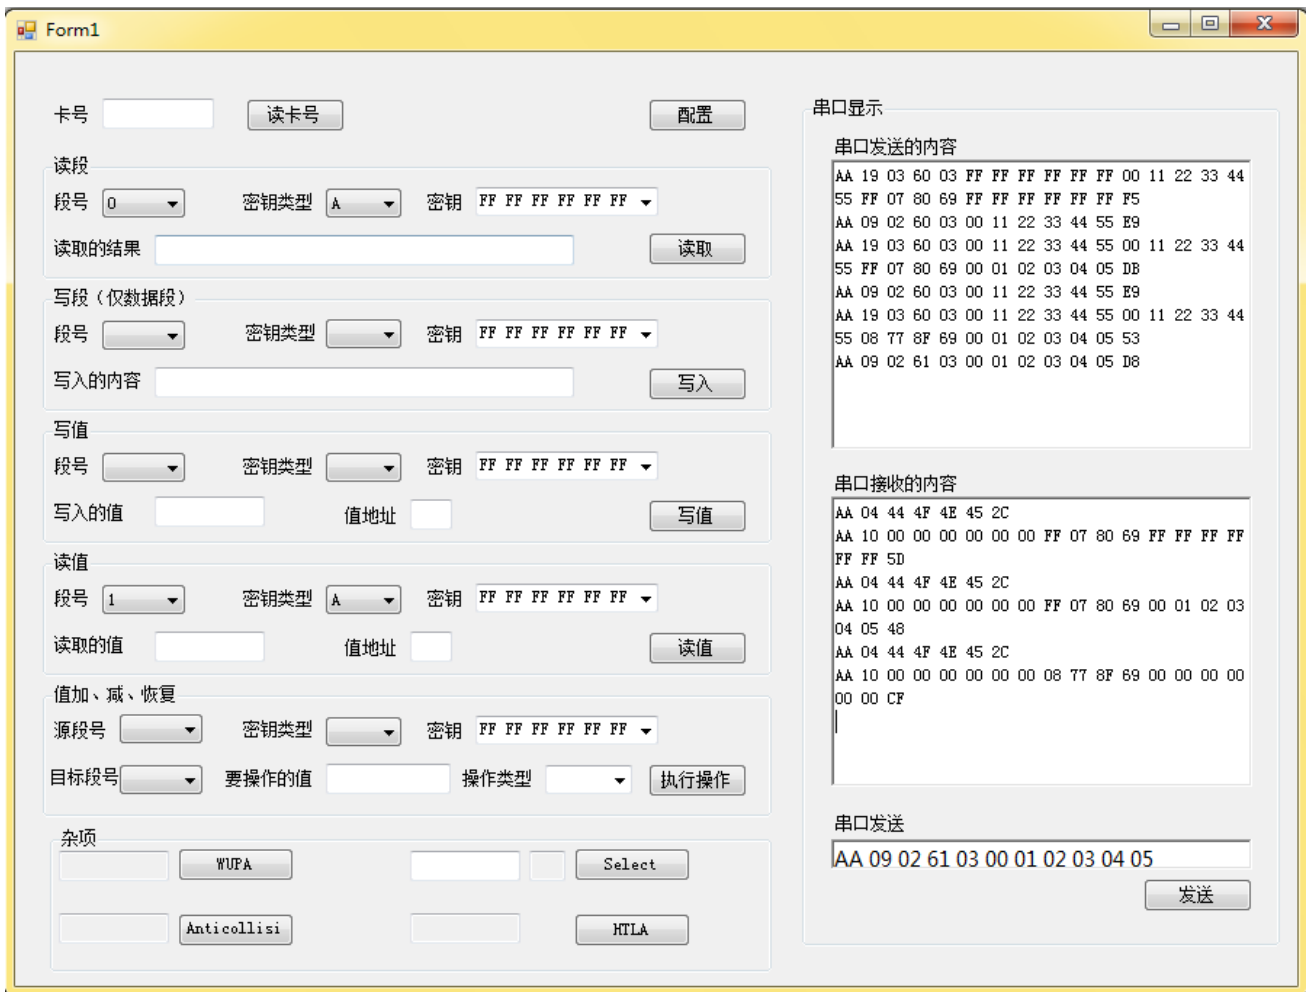 Form1
卡号 读卡号 配置
读段
段号 0 密钥类型 A 密钥 FF FF FF FF FF FF
读取的结果 读取
写段（仅数据段）
段号 密钥类型 密钥 FF FF FF FF FF FF
写入的内容 写入
写值
段号 密钥类型 密钥 FF FF FF FF FF FF
写入的值 值地址 写值
读值
段号 1 密钥类型 A 密钥 FF FF FF FF FF FF
读取的值 值地址 读值
值加、减、恢复
源段号 密钥类型 密钥 FF FF FF FF FF FF
目标段号 要操作的值 操作类型 执行操作
杂项
WUPA Select
Anticollisi HTLA
串口显示
串口发送的内容
AA 19 03 60 03 FF FF FF FF FF FF 00 11 22 33 44
55 FF 07 80 69 FF FF FF FF FF FF F5
AA 09 02 60 03 00 11 22 33 44 55 E9
AA 19 03 60 03 00 11 22 33 44 55 00 11 22 33 44
55 FF 07 80 69 00 01 02 03 04 05 DB
AA 09 02 60 03 00 11 22 33 44 55 E9
AA 19 03 60 03 00 11 22 33 44 55 00 11 22 33 44
55 08 77 8F 69 00 01 02 03 04 05 53
AA 09 02 61 03 00 01 02 03 04 05 D8
串口接收的内容
AA 04 44 4F 4E 45 2C
AA 10 00 00 00 00 00 00 FF 07 80 69 FF FF FF FF
FF FF 5D
AA 04 44 4F 4E 45 2C
AA 10 00 00 00 00 00 00 FF 07 80 69 00 01 02 03
04 05 48
AA 04 44 4F 4E 45 2C
AA 10 00 00 00 00 00 00 08 77 8F 69 00 00 00 00
00 00 CF
串口发送
AA 09 02 61 03 00 01 02 03 04 05
发送